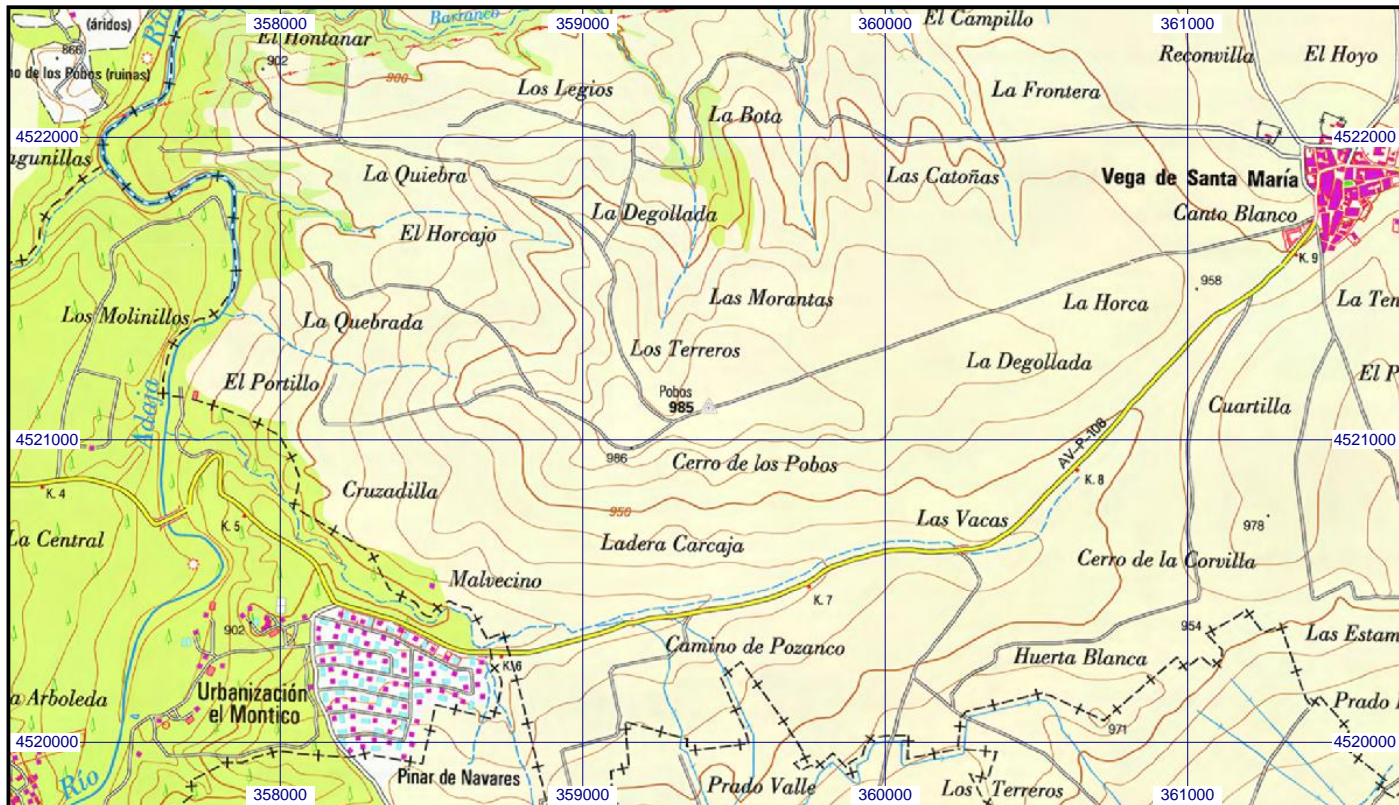 358000
359000
360000
361000
(áridos)
Río
Barranco
El Campillo
El Hontanar
866
902
900
no de los Pobos (ruinas)
Reconvilla
El Hoyo
Los Legios
La Frontera
La Bota
4522000
4522000
agunillas
La Quiebra
Las Catoñas
Vega de Santa María
La Degollada
Canto Blanco
El Horcajo
K. 9
958
Las Morantas
La Horca
La Ten
Los Molinillos
La Quebrada
Los Terreros
La Degollada
El Portillo
Pobos
985
El P
Cuartilla
Adaja
4521000
4521000
AV-P-108
986
Cerro de los Pobos
K. 8
K. 4
Cruzadilla
950
Las Vacas
978
K. 5
La Central
Ladera Carcaja
Cerro de la Corvilla
Malvecino
K. 7
902
954
Las Estam
Camino de Pozanco
K. 6
Huerta Blanca
a Arboleda
Urbanización
el Montico
Prado
971
4520000
4520000
Río
Pinar de Navares
Prado Valle
Los Terreros
358000
359000
360000
361000